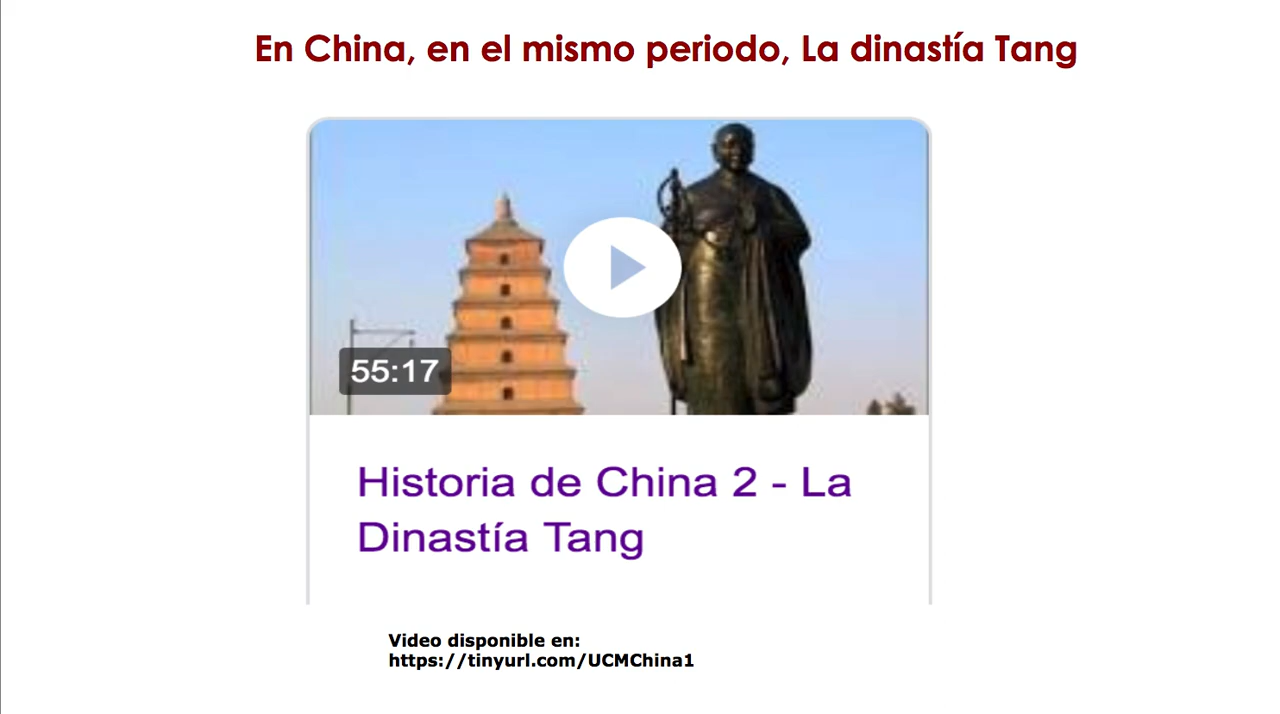 En China, en el mismo periodo, La dinastía Tang
55:17
Historia de China 2 - La
Dinastía Tang
Video disponible en:
https://tinyurl.com/UCMChina1